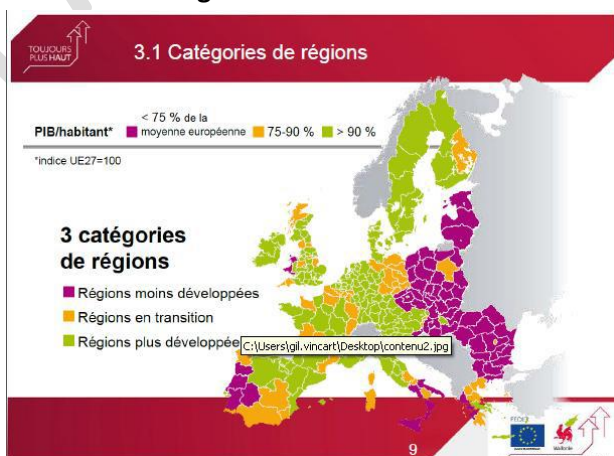 TOUJOURS
PLUS HAUT
3.1 Catégories de régions
PIB/habitant*
< 75 % de la
moyenne européenne
75-90 %
> 90 %
*indice UE27=100
3 catégories
de régions
Régions moins développées
Régions en transition
Régions plus développée
C:\Users\gil.vincart\Desktop\contenu2.jpg
9
Wallonie